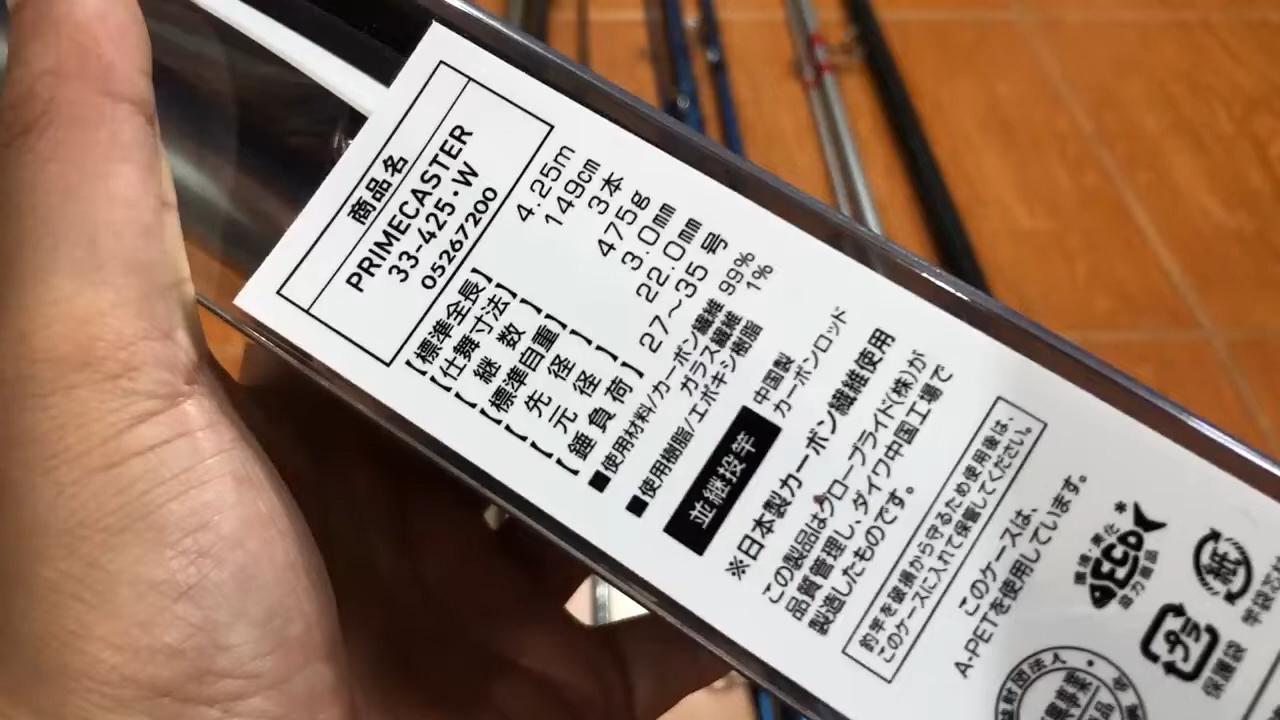 商品名
PRIMECASTER
33-425・W
05267200
【標準全長】 4.25m
【仕舞寸法】 149cm
【継 数】 3本
【標準自重】 475g
【先 径】 3.0mm
【元 径】 22.0mm
【錘負荷】 27〜35号
■使用材料/カーボン繊維 99%
ガラス繊維 1%
■使用樹脂/エポキシ樹脂
並継投竿
中国製
カーボンロッド
※日本製カーボン繊維使用
この製品はグローブライド(株)が
品質管理し、ダイワ中国工場で
製造したものです。
釣竿を破損から守るため使用後は、
このケースに入れて保管してください。
このケースは、
A-PETを使用しています。
ECO
紙
プラ
保護袋